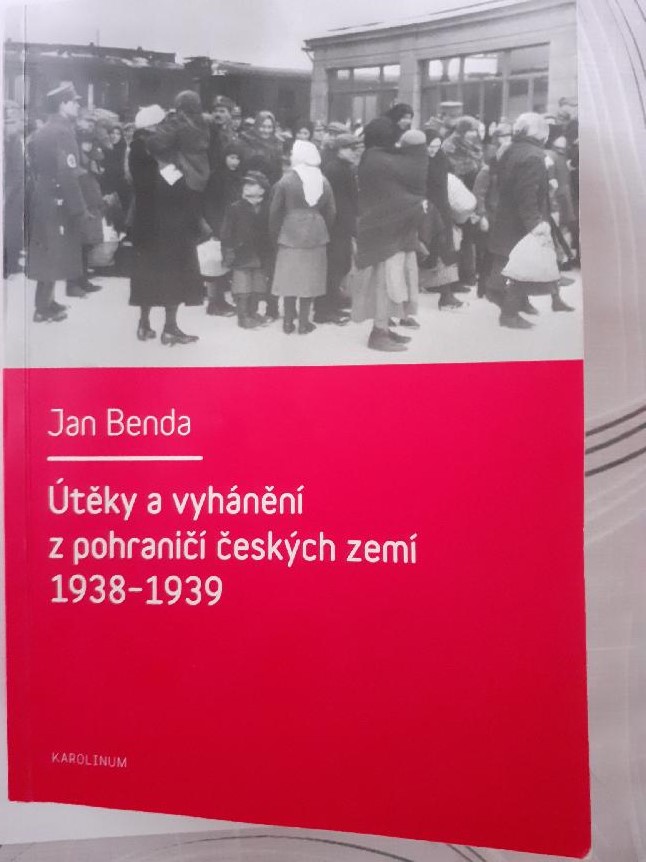 Jan Benda
Útěky a vyhánění
z pohraničí českých zemí
1938–1939
KAROLINUM